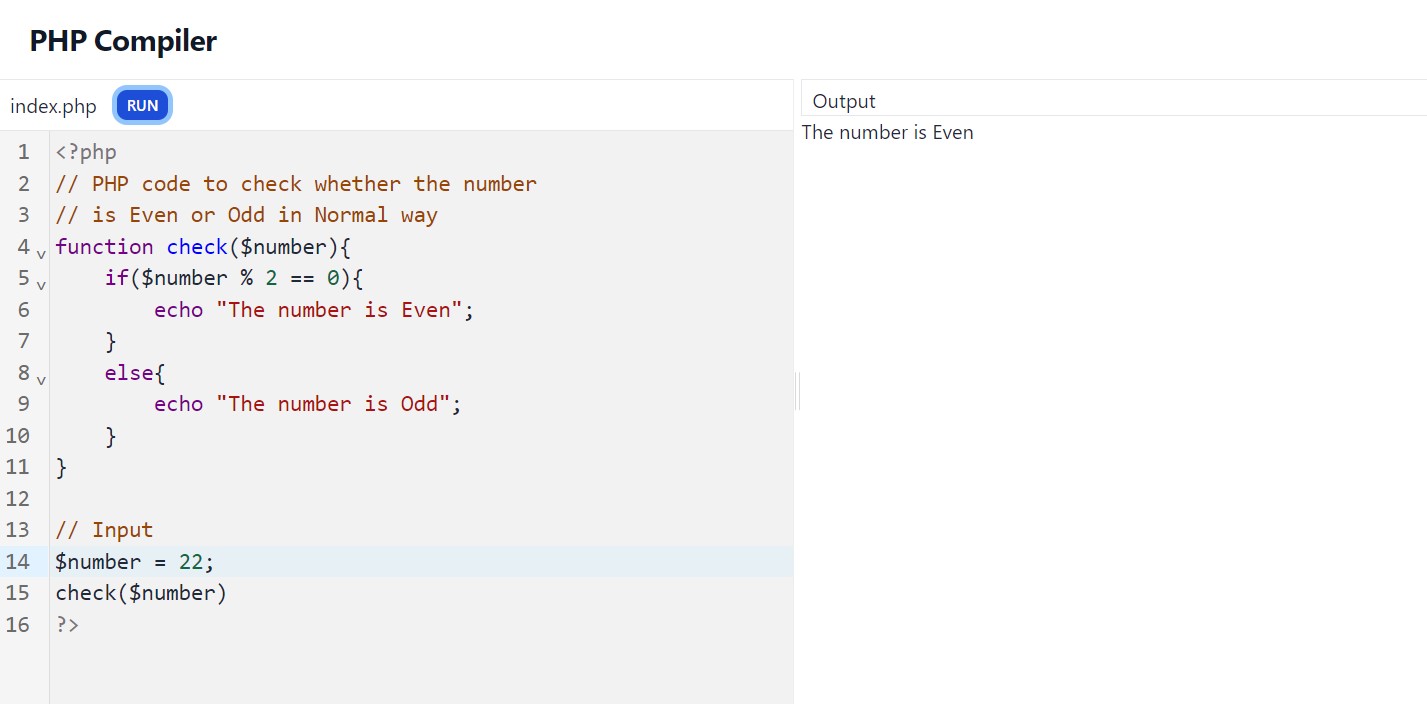 PHP Compiler
index.php RUN
Output
The number is Even
1 <?php
2 // PHP code to check whether the number
3 // is Even or Odd in Normal way
4 function check($number){
5     if($number % 2 == 0){
6         echo "The number is Even";
7     }
8     else{
9         echo "The number is Odd";
10     }
11 }
12
13 // Input
14 $number = 22;
15 check($number)
16 ?>